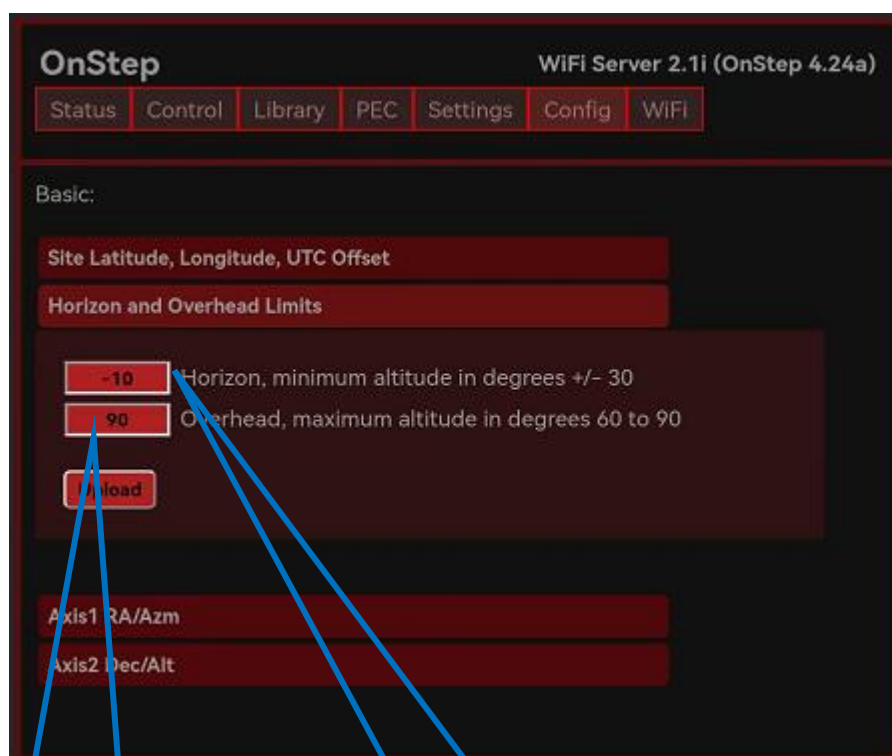 OnStep
WiFi Server 2.1i (OnStep 4.24a)
Status Control Library PEC Settings Config WiFi
Basic:
Site Latitude, Longitude, UTC Offset
Horizon and Overhead Limits
-10 Horizon, minimum altitude in degrees +/- 30
90 Overhead, maximum altitude in degrees 60 to 90
Upload
Axis1 RA/Azm
Axis2 Dec/Alt